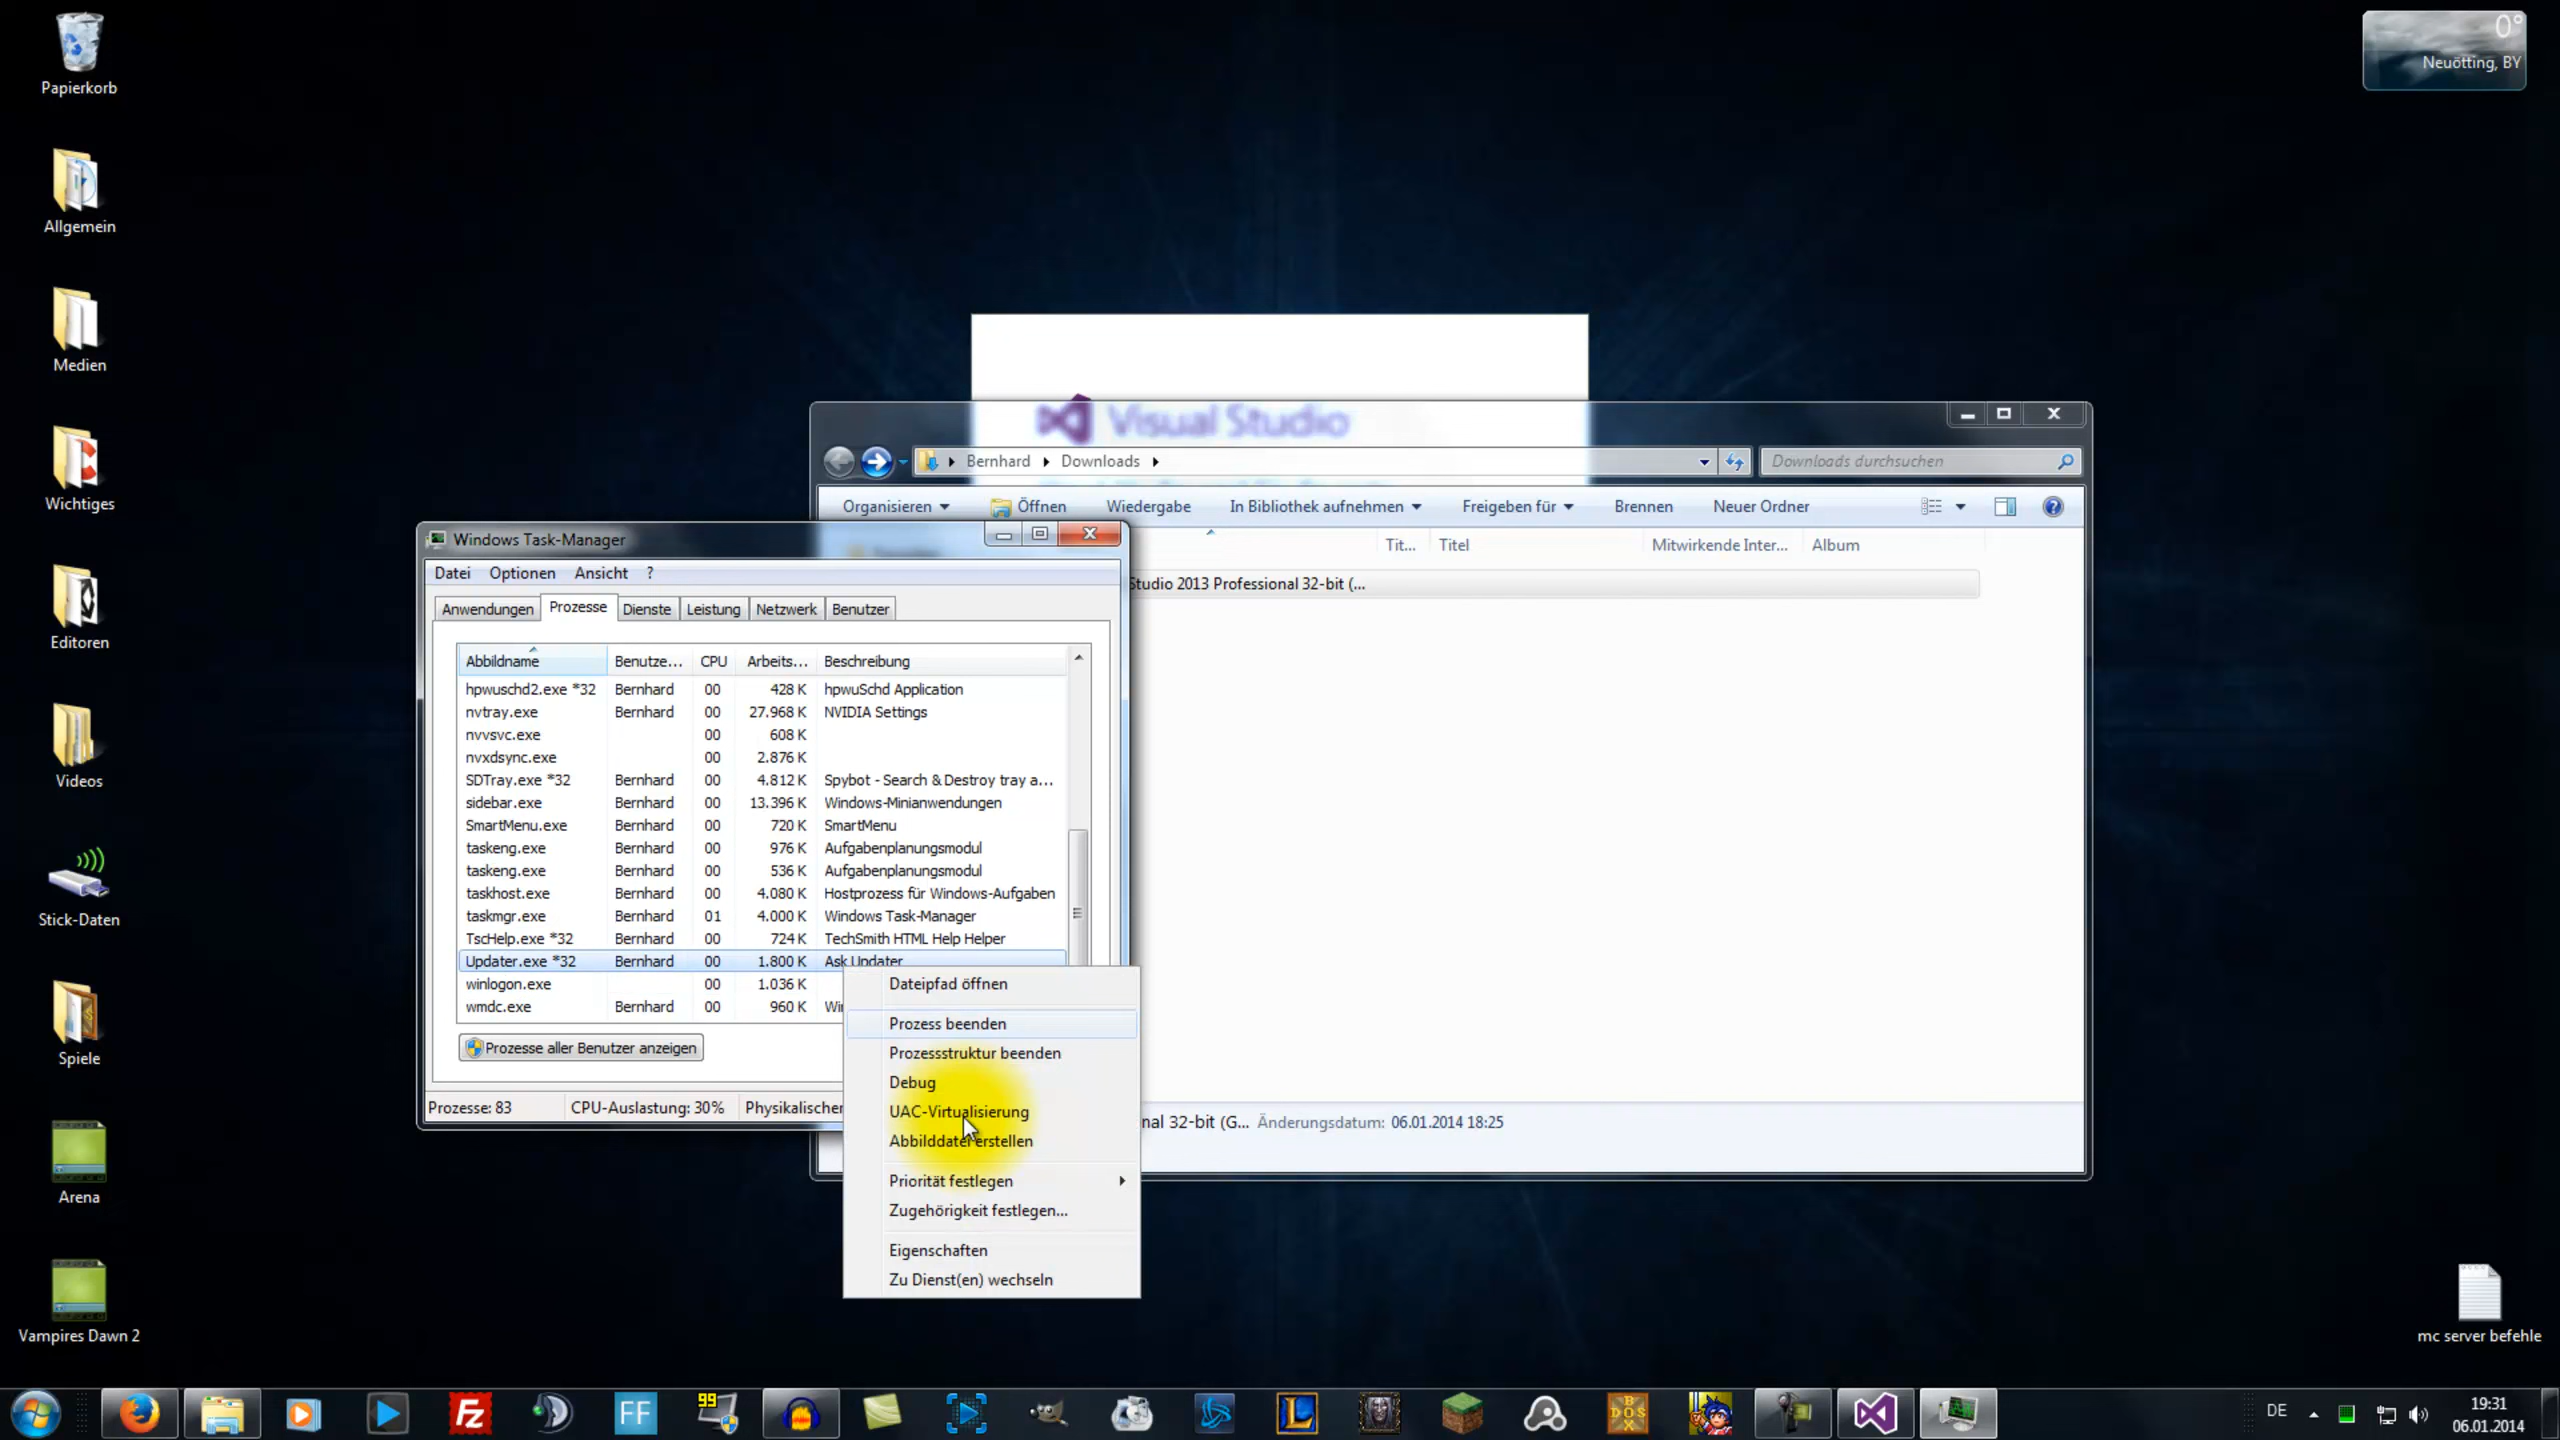 Papierkorb
Allgemein
Medien
Wichtiges
Editoren
Videos
Stick-Daten
Spiele
Arena
Vampires Dawn 2
0°
Neuötting, BY
Visual Studio
Bernhard Downloads
Downloads durchsuchen
Organisieren Öffnen Wiedergabe In Bibliothek aufnehmen Freigeben für Brennen Neuer Ordner
Tit... Titel Mitwirkende Inter... Album
Studio 2013 Professional 32-bit (...
nal 32-bit (G... Änderungsdatum: 06.01.2014 18:25
Windows Task-Manager
Datei Optionen Ansicht ?
Anwendungen Prozesse Dienste Leistung Netzwerk Benutzer
Abbildname Benutze... CPU Arbeits... Beschreibung
hpwuschd2.exe *32 Bernhard 00 428 K hpwuSchd Application
nvtray.exe Bernhard 00 27.968 K NVIDIA Settings
nvvsvc.exe 00 608 K
nvxdsync.exe 00 2.876 K
SDTray.exe *32 Bernhard 00 4.812 K Spybot - Search & Destroy tray a...
sidebar.exe Bernhard 00 13.396 K Windows-Minianwendungen
SmartMenu.exe Bernhard 00 720 K SmartMenu
taskeng.exe Bernhard 00 976 K Aufgabenplanungsmodul
taskeng.exe Bernhard 00 536 K Aufgabenplanungsmodul
taskhost.exe Bernhard 00 4.080 K Hostprozess für Windows-Aufgaben
taskmgr.exe Bernhard 01 4.000 K Windows Task-Manager
TscHelp.exe *32 Bernhard 00 724 K TechSmith HTML Help Helper
Updater.exe *32 Bernhard 00 1.800 K Ask Updater
winlogon.exe 00 1.036 K
wmdc.exe Bernhard 00 960 K
Prozesse aller Benutzer anzeigen
Prozesse: 83 CPU-Auslastung: 30% Physikalischer
Dateipfad öffnen
Prozess beenden
Prozessstruktur beenden
Debug
UAC-Virtualisierung
Abbilddatei erstellen
Priorität festlegen
Zugehörigkeit festlegen...
Eigenschaften
Zu Dienst(en) wechseln
mc server befehle
FF
99
DOS
DE
19:31
06.01.2014